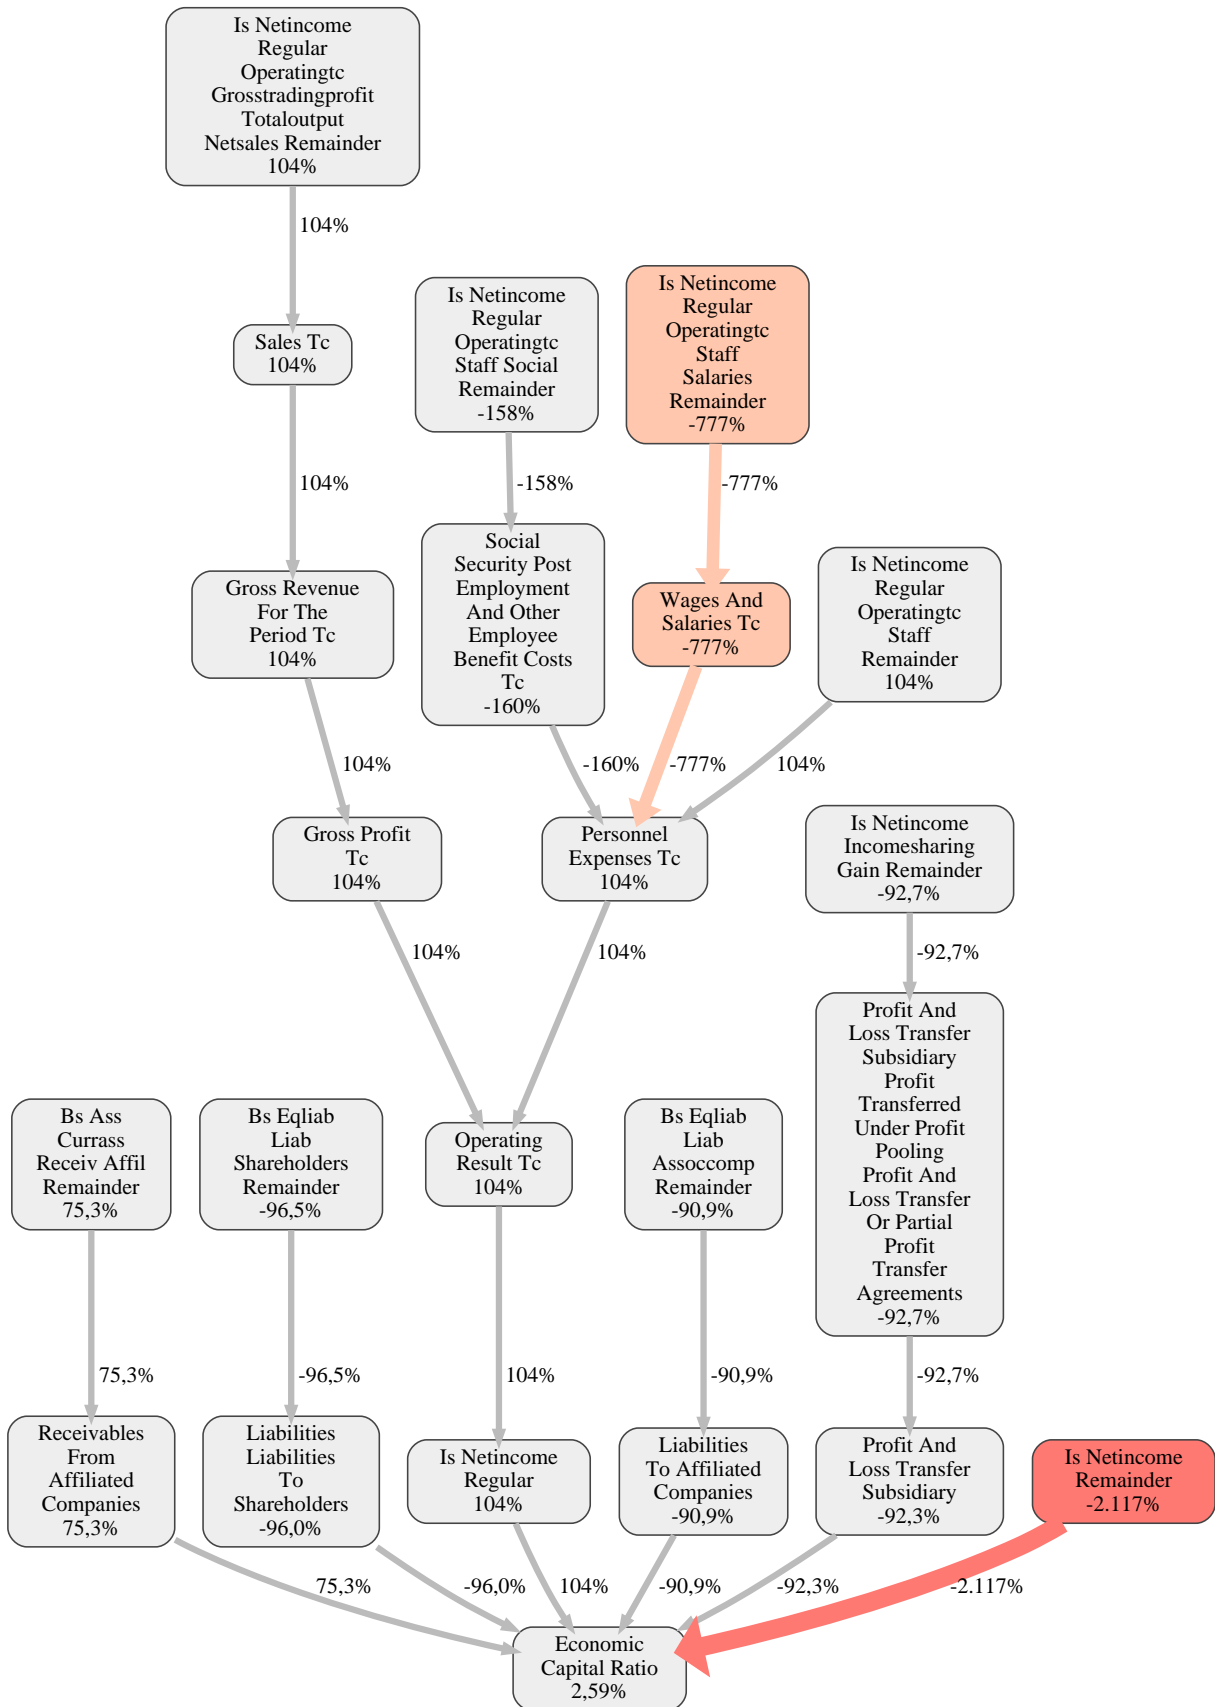 Is Netincome
Regular
Operatingtc
Grosstradingprofit
Totaloutput
Netsales Remainder
104%
104%
Sales Tc
104%
Is Netincome
Regular
Operatingtc
Staff Social
Remainder
-158%
Is Netincome
Regular
Operatingtc
Staff
Salaries
Remainder
-777%
104%
-158%
-777%
Gross Revenue
For The
Period Tc
104%
Social
Security Post
Employment
And Other
Employee
Benefit Costs
Tc
-160%
Wages And
Salaries Tc
-777%
Is Netincome
Regular
Operatingtc
Staff
Remainder
104%
104%
-160%
-777%
104%
Gross Profit
Tc
104%
Personnel
Expenses Tc
104%
Is Netincome
Incomesharing
Gain Remainder
-92,7%
104%
104%
-92,7%
Profit And
Loss Transfer
Subsidiary
Profit
Transferred
Under Profit
Pooling
Profit And
Loss Transfer
Or Partial
Profit
Transfer
Agreements
-92,7%
Bs Ass
Currass
Receiv Affil
Remainder
75,3%
Bs Eqliab
Liab
Shareholders
Remainder
-96,5%
Operating
Result Tc
104%
Bs Eqliab
Liab
Assoccomp
Remainder
-90,9%
75,3%
-96,5%
104%
-90,9%
-92,7%
Receivables
From
Affiliated
Companies
75,3%
Liabilities
Liabilities
To
Shareholders
-96,0%
Is Netincome
Regular
104%
Liabilities
To Affiliated
Companies
-90,9%
Profit And
Loss Transfer
Subsidiary
-92,3%
Is Netincome
Remainder
-2.117%
75,3%
-96,0%
104%
-90,9%
-92,3%
-2.117%
Economic
Capital Ratio
2,59%